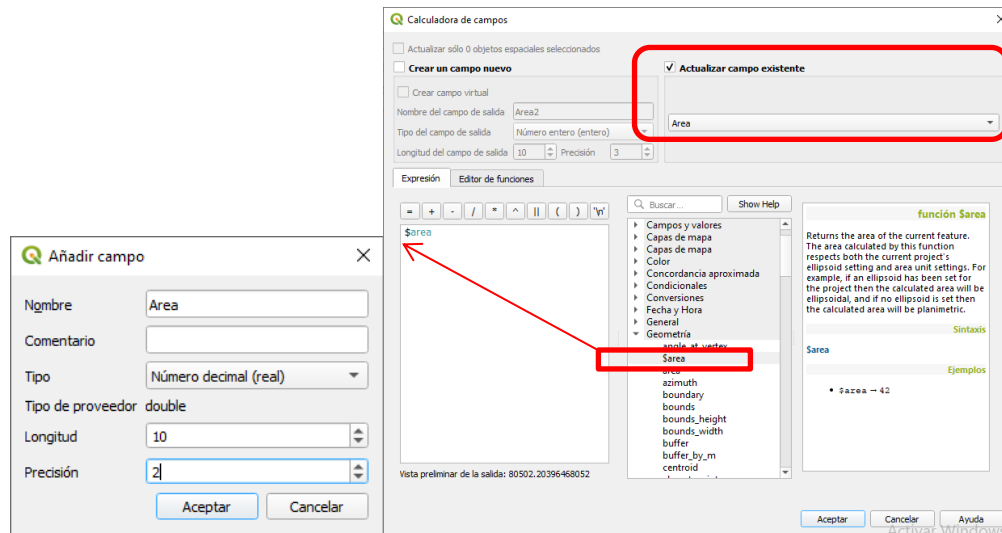 Añadir campo
Nombre Area
Comentario
Tipo Número decimal (real)
Tipo de proveedor double
Longitud 10
Precisión 2
Aceptar Cancelar
Calculadora de campos
Actualizar sólo 0 objetos espaciales seleccionados
Crear un campo nuevo
Actualizar campo existente
Crear campo virtual
Nombre del campo de salida Area2
Tipo del campo de salida Número entero (entero)
Longitud del campo de salida 10 Precisión 3
Area
Expresión Editor de funciones
= + - / * ^ || ( ) '\n'
$area
Vista preliminar de la salida: 80502.20396468052
Buscar... Show Help
Campos y valores
Capas de mapa
Capas de mapa
Color
Concordancia aproximada
Condicionales
Conversiones
Fecha y Hora
General
Geometría
angle_at_vertex
$area
area
azimuth
boundary
bounds
bounds_height
bounds_width
buffer
buffer_by_m
centroid
función $area
Returns the area of the current feature.
The area calculated by this function
respects both the current project's
ellipsoid setting and area unit settings. For
example, if an ellipsoid has been set for
the project then the calculated area will be
ellipsoidal, and if no ellipsoid is set then
the calculated area will be planimetric.
Sintaxis
$area
Ejemplos
• $area → 42
Aceptar Cancelar Ayuda
Activar Windows